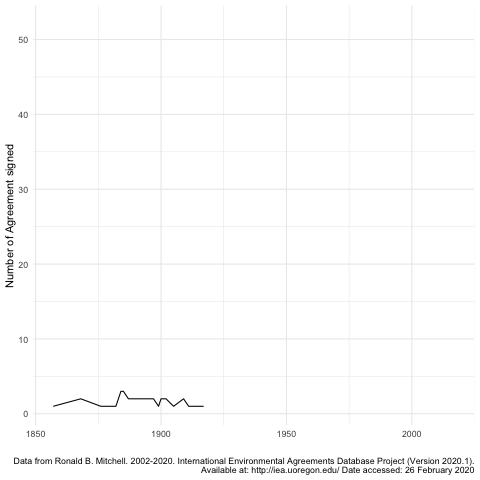 Number of Agreement signed
50
40
30
20
10
0
1850 1900 1950 2000
Data from Ronald B. Mitchell. 2002-2020. International Environmental Agreements Database Project (Version 2020.1).
Available at: http://iea.uoregon.edu/ Date accessed: 26 February 2020